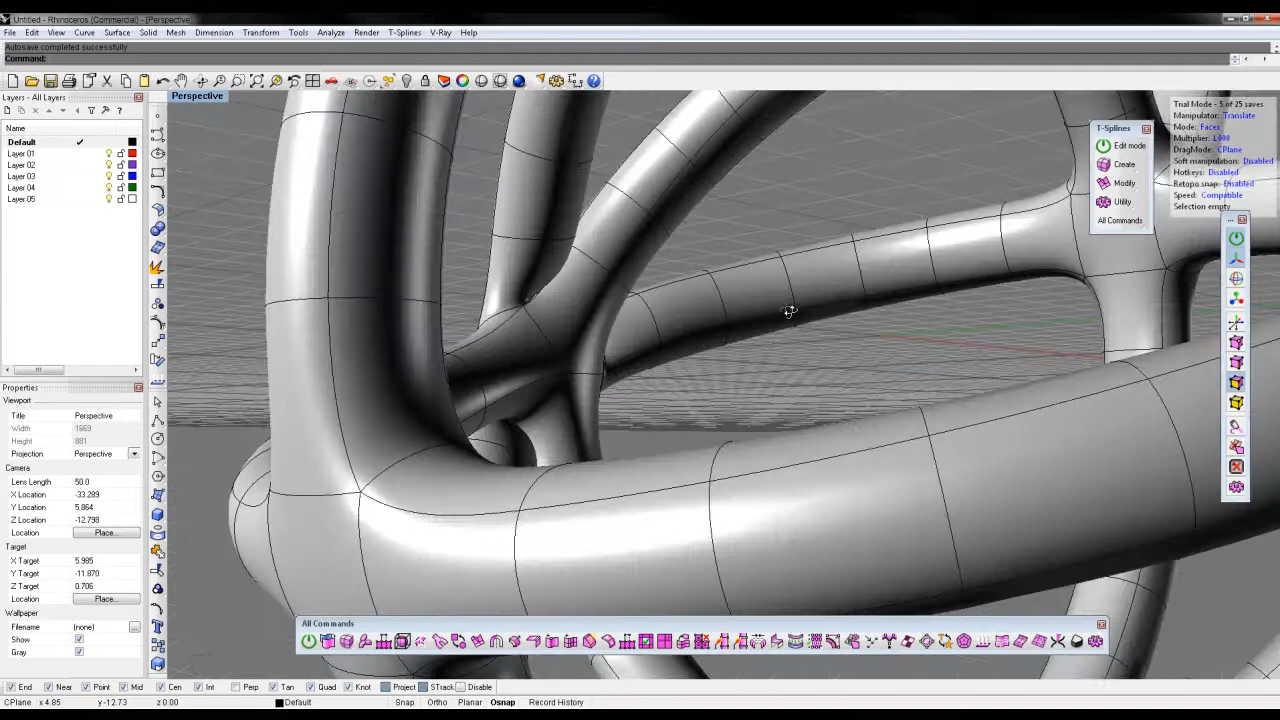 Untitled - Rhinoceros (Commercial) - [Perspective]
File Edit View Curve Surface Solid Mesh Dimension Transform Tools Analyze Render T-Splines V-Ray Help
Autosave completed successfully
Command:
Layers - All Layers
Name
Default
Layer 01
Layer 02
Layer 03
Layer 04
Layer 05
Properties
Viewport
Title Perspective
Width 1669
Height 881
Projection Perspective
Camera
Lens Length 50.0
X Location -33.289
Y Location 5.864
Z Location -12.798
Location Place...
Target
X Target 5.985
Y Target -11.870
Z Target 0.706
Location Place...
Wallpaper
Filename (none) ...
Show
Gray
Perspective
T-Splines
Edit mode
Create
Modify
Utility
All Commands
Trial Mode - 5 of 25 saves
Manipulator: Translate
Mode: Faces
Multiplier: 1.000
DragMode: CPlane
Soft manipulation: Disabled
Hotkeys: Disabled
Retopo snap: Disabled
Speed: Compatible
Selection empty
...
All Commands
End Near Point Mid Cen Int Perp Tan Quad Knot Project STrack Disable
CPlane x 4.85 y -12.73 z 0.00 Default Snap Ortho Planar Osnap Record History